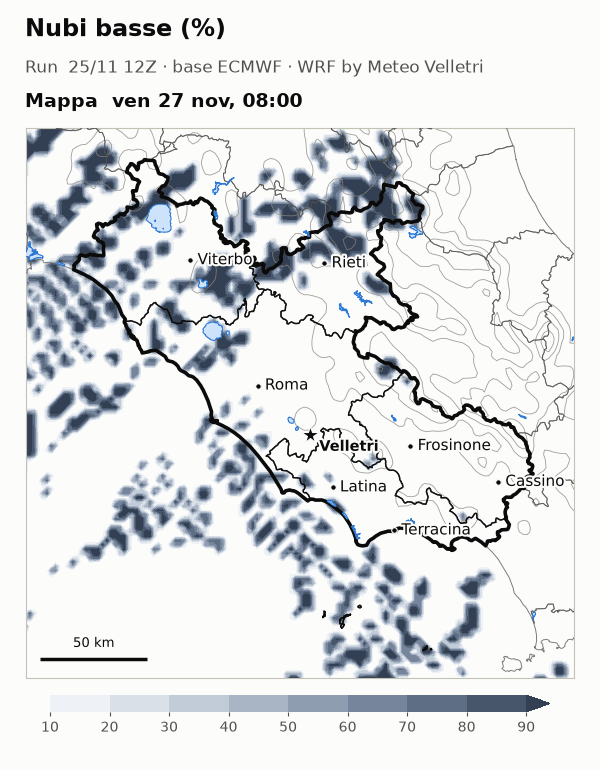 Nubi basse (%)
Run  25/11 12Z · base ECMWF · WRF by Meteo Velletri
Mappa  ven 27 nov, 08:00
Viterbo
Rieti
Roma
Velletri
Frosinone
Cassino
Latina
Terracina
50 km
10 20 30 40 50 60 70 80 90